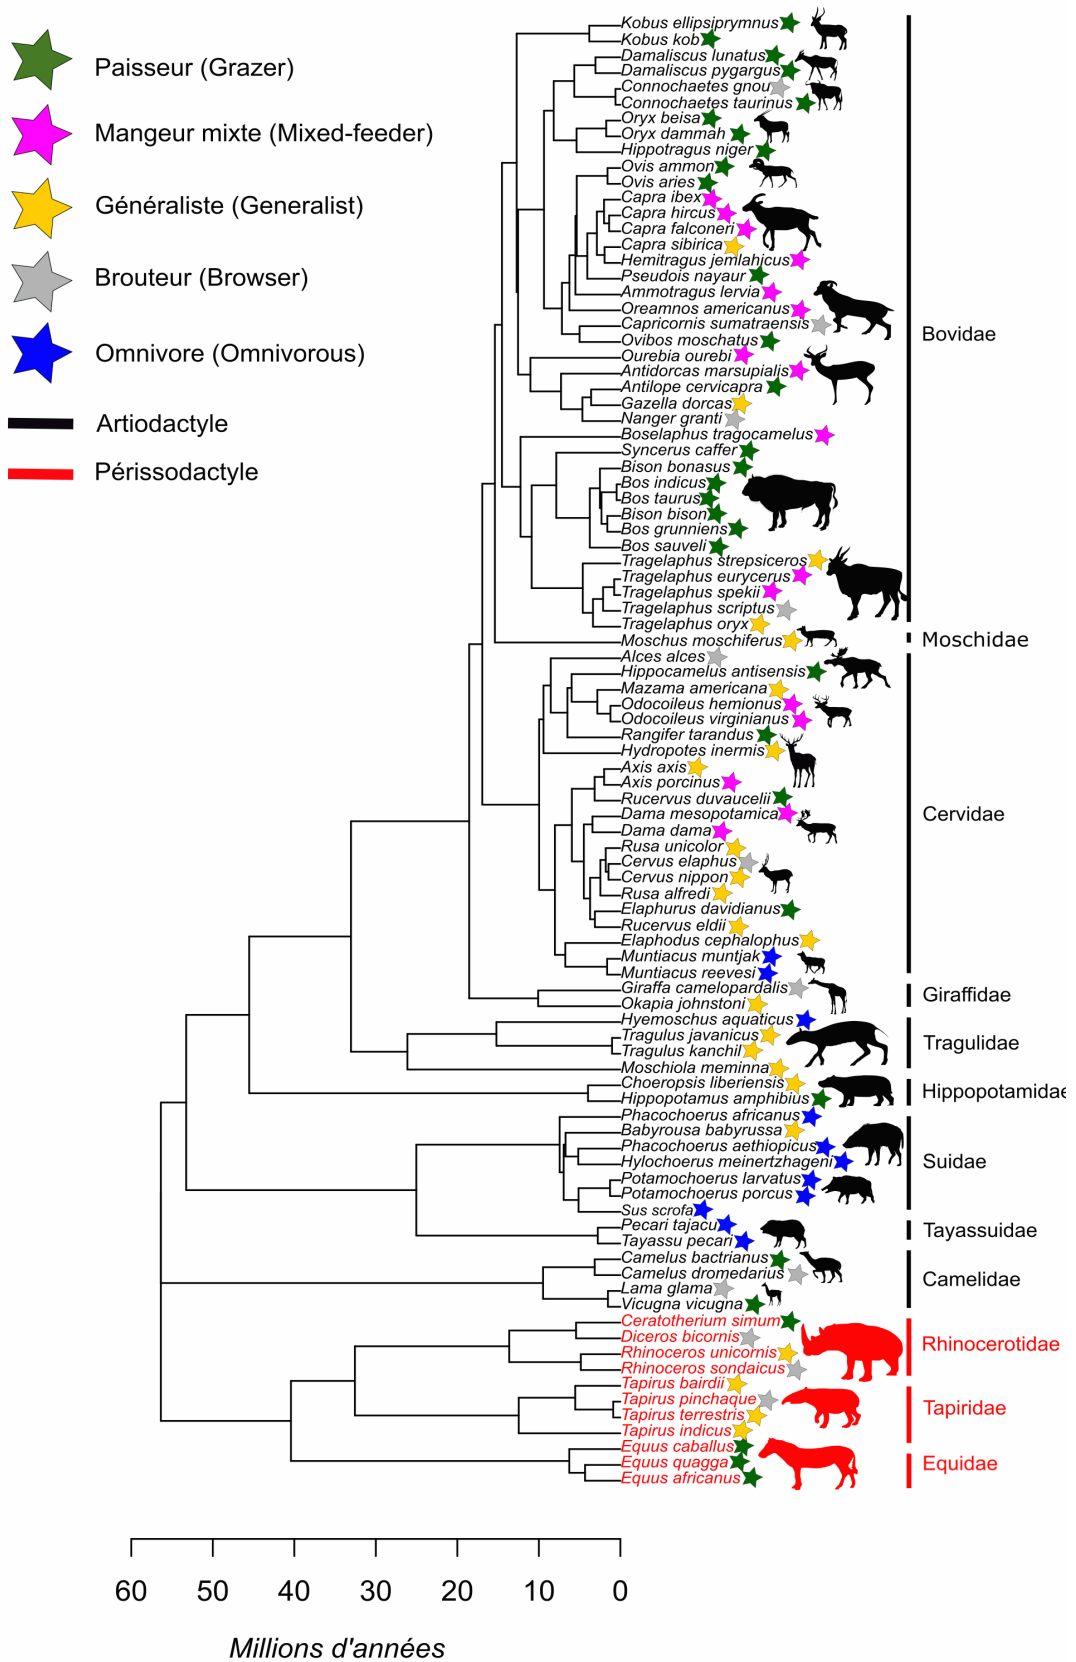 Paisseur (Grazer)
Mangeur mixte (Mixed-feeder)
Généraliste (Generalist)
Brouteur (Browser)
Omnivore (Omnivorous)
Artiodactyle
Périssodactyle
Kobus ellipsiprymnus
Kobus kob
Damaliscus lunatus
Damaliscus pygargus
Connochaetes gnou
Connochaetes taurinus
Oryx beisa
Oryx dammah
Hippotragus niger
Ovis ammon
Ovis aries
Capra ibex
Capra hircus
Capra falconeri
Capra sibirica
Hemitragus jemlahicus
Pseudois nayaur
Ammotragus lervia
Oreamnos americanus
Capricornis sumatraensis
Ovibos moschatus
Ourebia ourebi
Antidorcas marsupialis
Antilope cervicapra
Gazella dorcas
Nanger granti
Boselaphus tragocamelus
Syncerus caffer
Bison bonasus
Bos indicus
Bos taurus
Bison bison
Bos grunniens
Bos sauveli
Tragelaphus strepsiceros
Tragelaphus eurycerus
Tragelaphus spekii
Tragelaphus scriptus
Tragelaphus oryx
Bovidae
Moschus moschiferus
Moschidae
Alces alces
Hippocamelus antisensis
Mazama americana
Odocoileus hemionus
Odocoileus virginianus
Rangifer tarandus
Hydropotes inermis
Axis axis
Axis porcinus
Rucervus duvaucelii
Dama mesopotamica
Dama dama
Rusa unicolor
Cervus elaphus
Cervus nippon
Rusa alfredi
Elaphurus davidianus
Rucervus eldii
Elaphodus cephalophus
Muntiacus muntjak
Muntiacus reevesi
Cervidae
Giraffa camelopardalis
Okapia johnstoni
Giraffidae
Hyemoschus aquaticus
Tragulus javanicus
Tragulus kanchil
Moschiola meminna
Tragulidae
Choeropsis liberiensis
Hippopotamus amphibius
Hippopotamidae
Phacochoerus africanus
Babyrousa babyrussa
Phacochoerus aethiopicus
Hylochoerus meinertzhageni
Potamochoerus larvatus
Potamochoerus porcus
Sus scrofa
Suidae
Pecari tajacu
Tayassu pecari
Tayassuidae
Camelus bactrianus
Camelus dromedarius
Lama glama
Vicugna vicugna
Camelidae
Ceratotherium simum
Diceros bicornis
Rhinoceros unicornis
Rhinoceros sondaicus
Rhinocerotidae
Tapirus bairdii
Tapirus pinchaque
Tapirus terrestris
Tapirus indicus
Tapiridae
Equus caballus
Equus quagga
Equus africanus
Equidae
60 50 40 30 20 10 0
Millions d'années